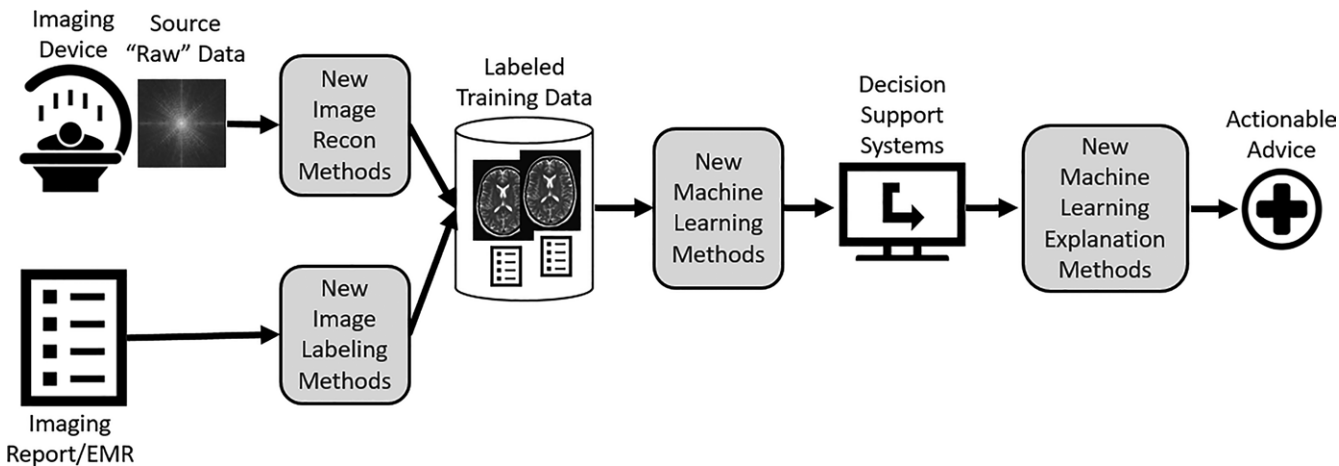 Imaging
Device
Source
“Raw” Data
New
Image
Recon
Methods
Labeled
Training Data
New
Machine
Learning
Methods
Decision
Support
Systems
New
Machine
Learning
Explanation
Methods
Actionable
Advice
New
Image
Labeling
Methods
Imaging
Report/EMR